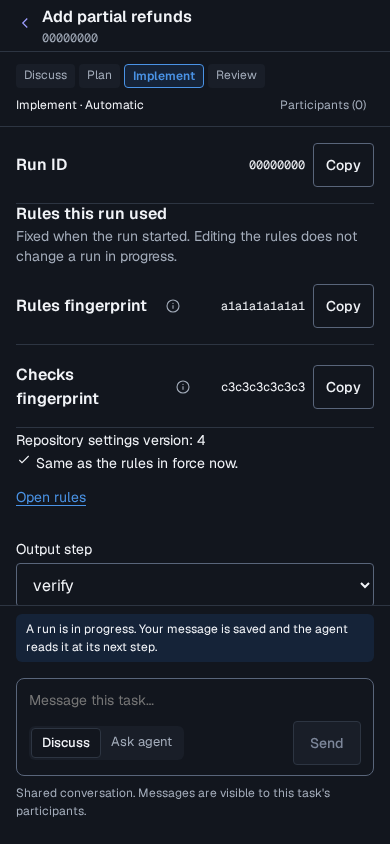 Add partial refunds
00000000
Discuss Plan Implement Review
Implement · Automatic Participants (0)
Run ID 00000000 Copy
Rules this run used
Fixed when the run started. Editing the rules does not
change a run in progress.
Rules fingerprint a1a1a1a1a1a1 Copy
Checks
fingerprint c3c3c3c3c3c3 Copy
Repository settings version: 4
Same as the rules in force now.
Open rules
Output step
verify
A run is in progress. Your message is saved and the agent
reads it at its next step.
Message this task...
Discuss Ask agent Send
Shared conversation. Messages are visible to this task's
participants.